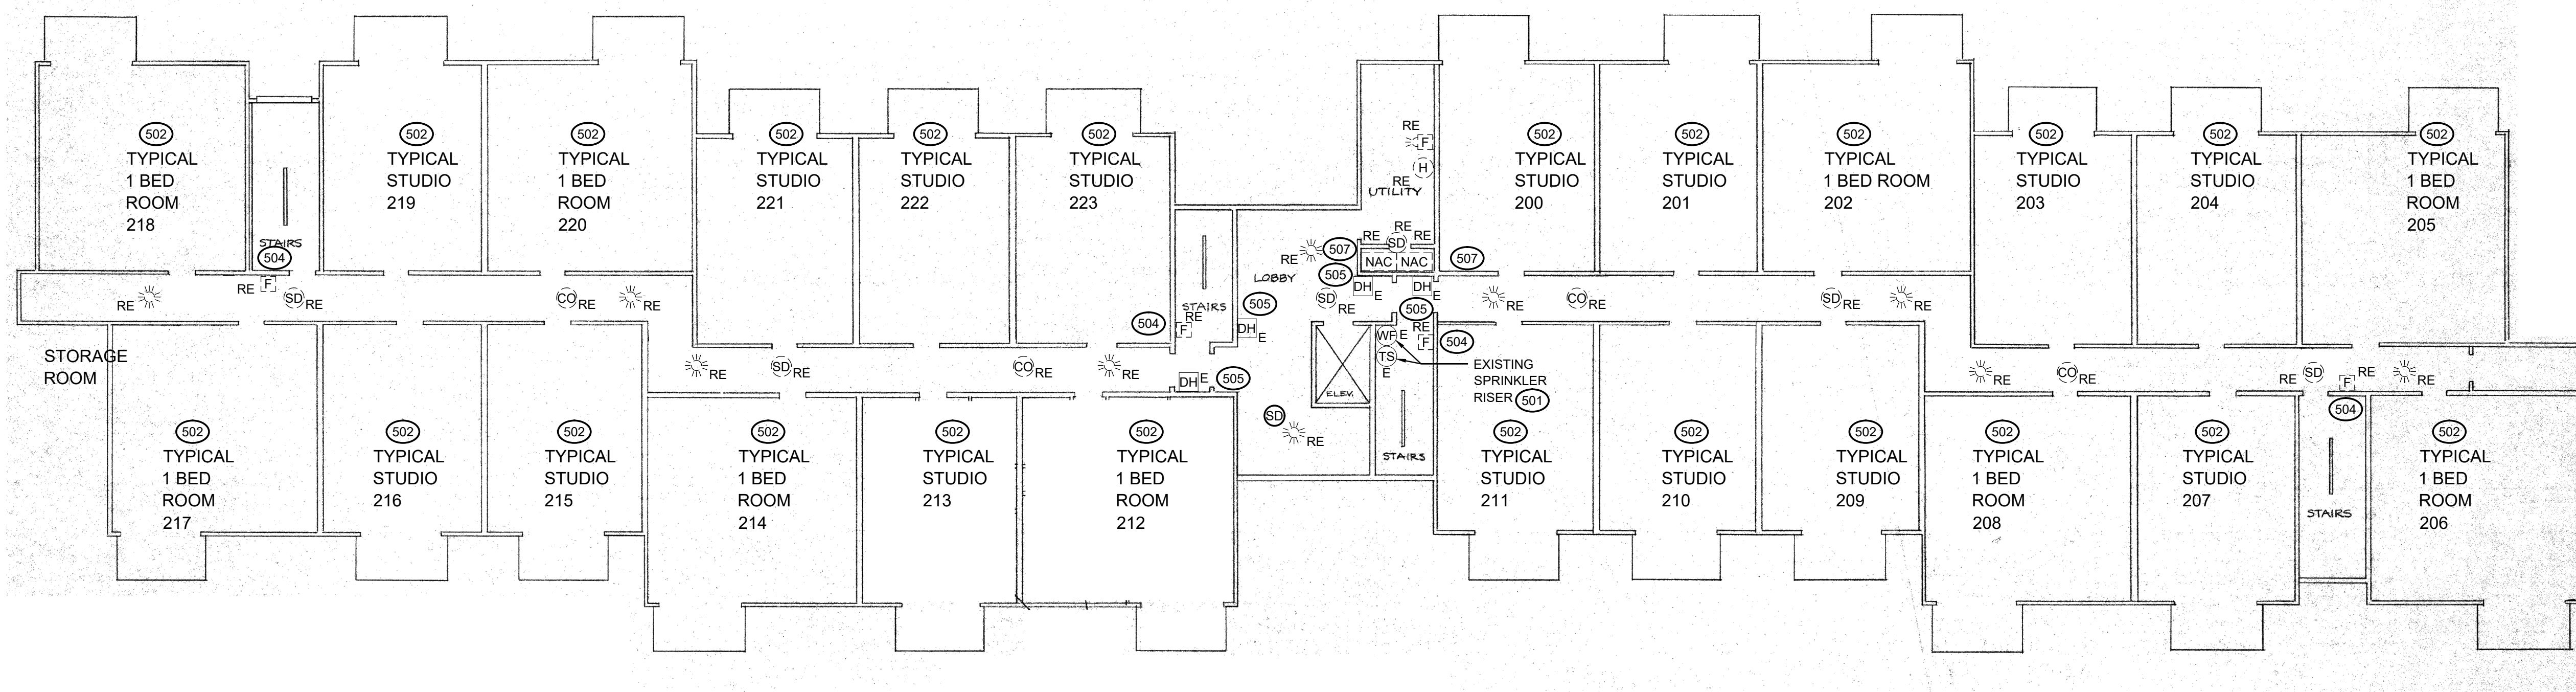 502
TYPICAL
1 BED
ROOM
218
STAIRS
504
502
TYPICAL
STUDIO
219
502
TYPICAL
1 BED
ROOM
220
502
TYPICAL
STUDIO
221
502
TYPICAL
STUDIO
222
502
TYPICAL
STUDIO
223
RE
F
H
RE
UTILITY
502
TYPICAL
STUDIO
200
502
TYPICAL
STUDIO
201
502
TYPICAL
1 BED ROOM
202
502
TYPICAL
STUDIO
203
502
TYPICAL
STUDIO
204
502
TYPICAL
1 BED
ROOM
205
RE
RE F
SD RE
CO RE
RE
STAIRS
504
RE
F
505
DH
E
RE
LOBBY
507
505
RE
RE
SD
RE
NAC
NAC
507
SD
RE
DH
E
DH
E
505
WF E
TS
E
RE
F
504
EXISTING
SPRINKLER
RISER 501
RE
CO RE
SD RE
RE
STORAGE
ROOM
RE
SD RE
CO RE
RE
DH E
505
ELEV.
SD
RE
STAIRS
RE
CO RE
RE SD
F RE
504
RE
502
TYPICAL
1 BED
ROOM
217
502
TYPICAL
STUDIO
216
502
TYPICAL
STUDIO
215
502
TYPICAL
1 BED
ROOM
214
502
TYPICAL
STUDIO
213
502
TYPICAL
1 BED
ROOM
212
502
TYPICAL
STUDIO
211
502
TYPICAL
STUDIO
210
502
TYPICAL
STUDIO
209
502
TYPICAL
1 BED
ROOM
208
502
TYPICAL
STUDIO
207
STAIRS
502
TYPICAL
1 BED
ROOM
206